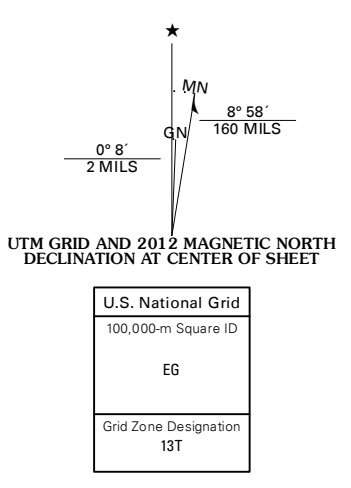 ★
MN
8° 58´
160 MILS
GN
0° 8´
2 MILS
UTM GRID AND 2012 MAGNETIC NORTH
DECLINATION AT CENTER OF SHEET
U.S. National Grid
100,000-m Square ID
EG
Grid Zone Designation
13T